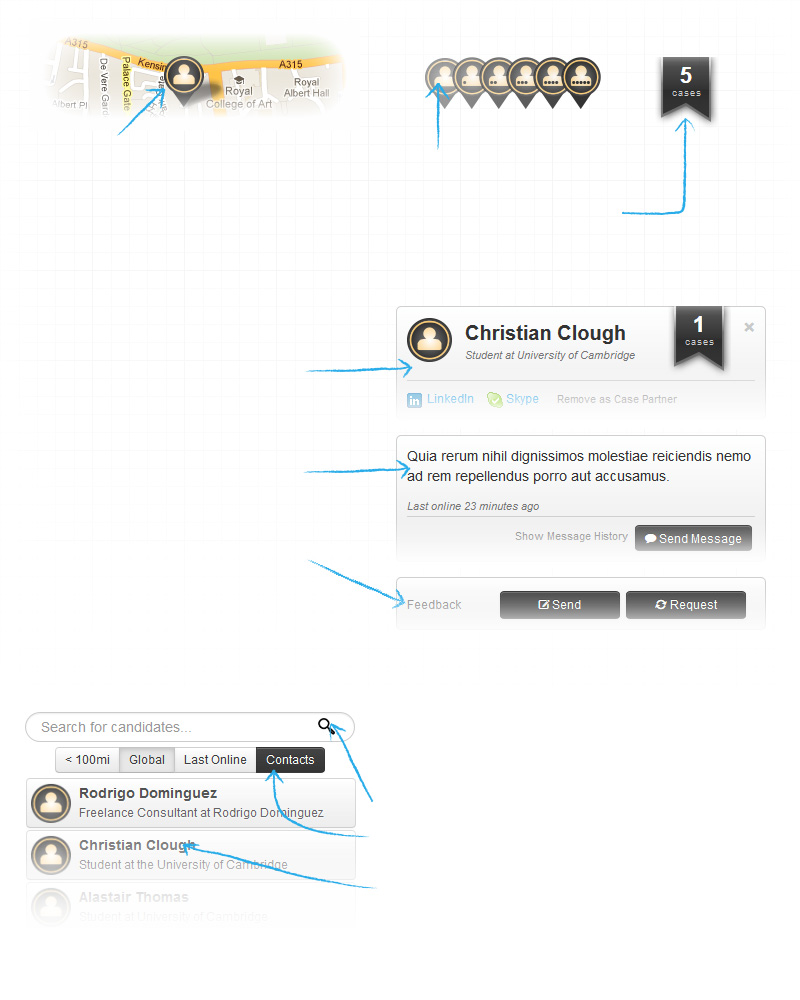 A315
De Vere Gard
Palace Gate
Kensin
A315
Royal
College of Art
Royal
Albert Hall
Albert Pl
5
cases
Christian Clough
Student at University of Cambridge
1
cases
×
LinkedIn
Skype
Remove as Case Partner
Quia rerum nihil dignissimos molestiae reiciendis nemo
ad rem repellendus porro aut accusamus.
Last online 23 minutes ago
Show Message History
Send Message
Feedback
Send
Request
Search for candidates...
< 100mi
Global
Last Online
Contacts
Rodrigo Dominguez
Freelance Consultant at Rodrigo Dominguez
Christian Clough
Student at the University of Cambridge
Alastair Thomas
Student at University of Cambridge